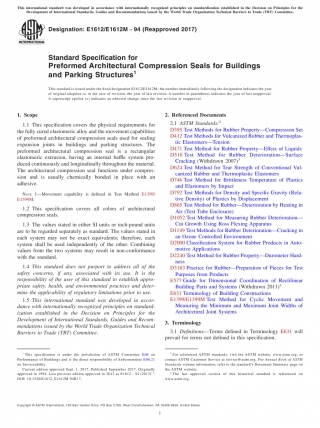 This international standard was developed in accordance with internationally recognized principles on standardization established in the Decision on Principles for the
Development of International Standards, Guides and Recommendations issued by the World Trade Organization Technical Barriers to Trade (TBT) Committee.
Designation: E1612/E1612M − 94 (Reapproved 2017)
Standard Specification for
Preformed Architectural Compression Seals for Buildings
and Parking Structures1
This standard is issued under the fixed designation E1612/E1612M; the number immediately following the designation indicates the year
of original adoption or, in the case of revision, the year of last revision. A number in parentheses indicates the year of last reapproval.
A superscript epsilon (ε) indicates an editorial change since the last revision or reapproval.
1. Scope
1.1 This specification covers the physical requirements for
the fully cured elastomeric alloy and the movement capabilities
of preformed architectural compression seals used for sealing
expansion joints in buildings and parking structures. The
preformed architectural compression seal is a rectangular
elastomeric extrusion, having an internal baffle system pro-
duced continuously and longitudinally throughout the material.
The architectural compression seal functions under compres-
sion and is usually chemically bonded in place with an
adhesive.
NOTE 1—Movement capability is defined in Test Method E1399/
E1399M.
1.2 This specification covers all colors of architectural
compression seals.
1.3 The values stated in either SI units or inch-pound units
are to be regarded separately as standard. The values stated in
each system may not be exact equivalents; therefore, each
system shall be used independently of the other. Combining
values from the two systems may result in non-conformance
with the standard.
1.4 This standard does not purport to address all of the
safety concerns, if any, associated with its use. It is the
responsibility of the user of this standard to establish appro-
priate safety, health, and environmental practices and deter-
mine the applicability of regulatory limitations prior to use.
1.5 This international standard was developed in accor-
dance with internationally recognized principles on standard-
ization established in the Decision on Principles for the
Development of International Standards, Guides and Recom-
mendations issued by the World Trade Organization Technical
Barriers to Trade (TBT) Committee.
1 This specification is under the jurisdiction of ASTM Committee E06 on
Performance of Buildings and is the direct responsibility of Subcommittee E06.21
on Serviceability.
Current edition approved Sept. 1, 2017. Published September 2017. Originally
approved in 1994. Last previous edition approved in 2013 as E1612 – 94 (2013).
DOI: 10.1520/E1612_E1612M-94R17.
2. Referenced Documents
2.1 ASTM Standards:2
D395 Test Methods for Rubber Property—Compression Set
D412 Test Methods for Vulcanized Rubber and Thermoplas-
tic Elastomers—Tension
D471 Test Method for Rubber Property—Effect of Liquids
D518 Test Method for Rubber Deterioration—Surface
Cracking (Withdrawn 2007)3
D624 Test Method for Tear Strength of Conventional Vul-
canized Rubber and Thermoplastic Elastomers
D746 Test Method for Brittleness Temperature of Plastics
and Elastomers by Impact
D792 Test Methods for Density and Specific Gravity (Rela-
tive Density) of Plastics by Displacement
D865 Test Method for Rubber—Deterioration by Heating in
Air (Test Tube Enclosure)
D1052 Test Method for Measuring Rubber Deterioration—
Cut Growth Using Ross Flexing Apparatus
D1149 Test Methods for Rubber Deterioration—Cracking in
an Ozone Controlled Environment
D2000 Classification System for Rubber Products in Auto-
motive Applications
D2240 Test Method for Rubber Property—Durometer Hard-
ness
D3183 Practice for Rubber—Preparation of Pieces for Test
Purposes from Products
E577 Guide for Dimensional Coordination of Rectilinear
Building Parts and Systems (Withdrawn 2011)3
E631 Terminology of Building Constructions
E1399/E1399M Test Method for Cyclic Movement and
Measuring the Minimum and Maximum Joint Widths of
Architectural Joint Systems
3. Terminology
3.1 Definitions—Terms defined in Terminology E631 will
prevail for terms not defined in this specification.
2 For referenced ASTM standards, visit the ASTM website, www.astm.org, or
contact ASTM Customer Service at service@astm.org. For Annual Book of ASTM
Standards volume information, refer to the standard's Document Summary page on
the ASTM website.
3 The last approved version of this historical standard is referenced on
www.astm.org.
Copyright © ASTM International, 100 Barr Harbor Drive, PO Box C700, West Conshohocken, PA 19428-2959. United States
1